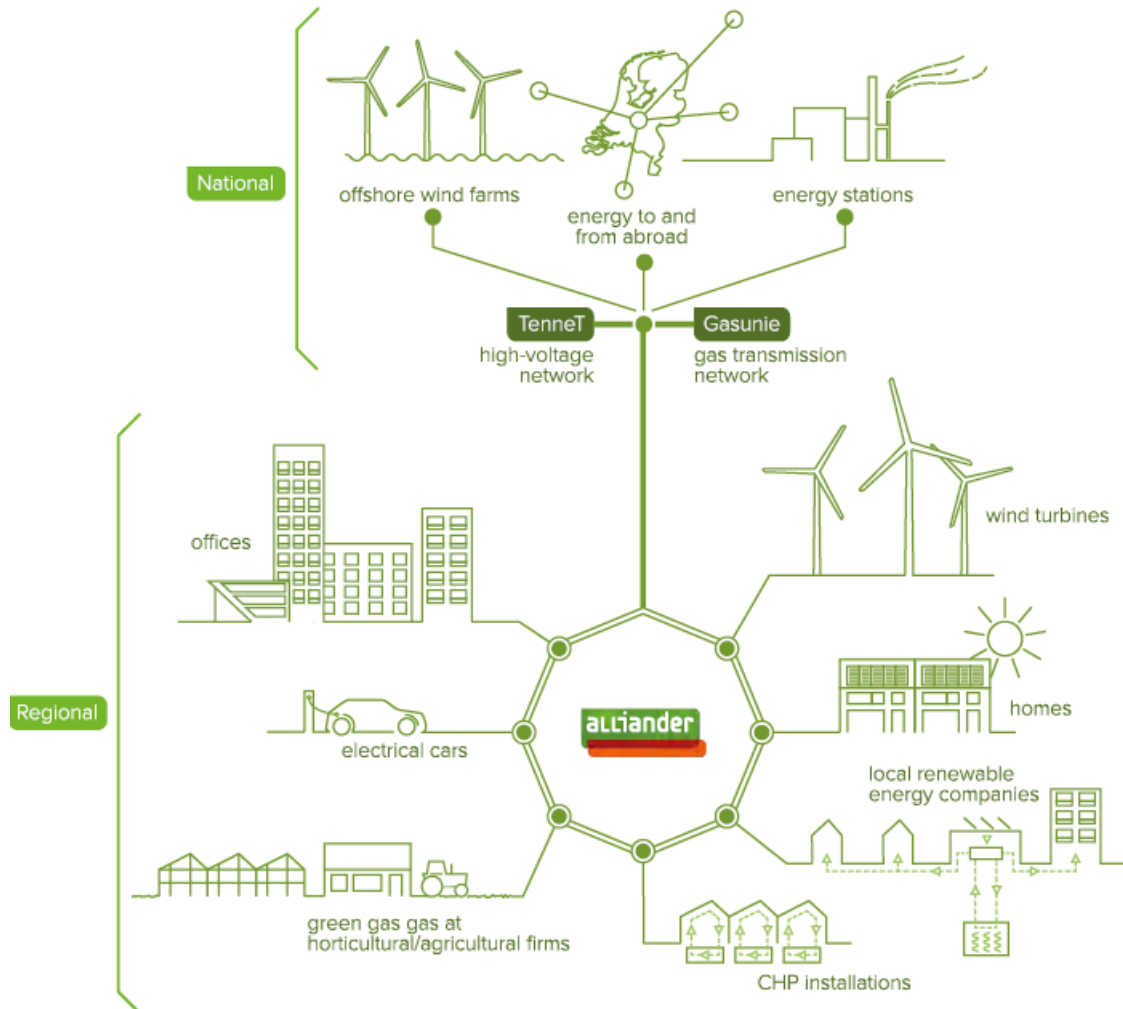 National
offshore wind farms
energy to and
from abroad
energy stations
TenneT
high-voltage
network
Gasunie
gas transmission
network
Regional
offices
wind turbines
electrical cars
alliander
homes
local renewable
energy companies
green gas gas at
horticultural/agricultural firms
CHP installations